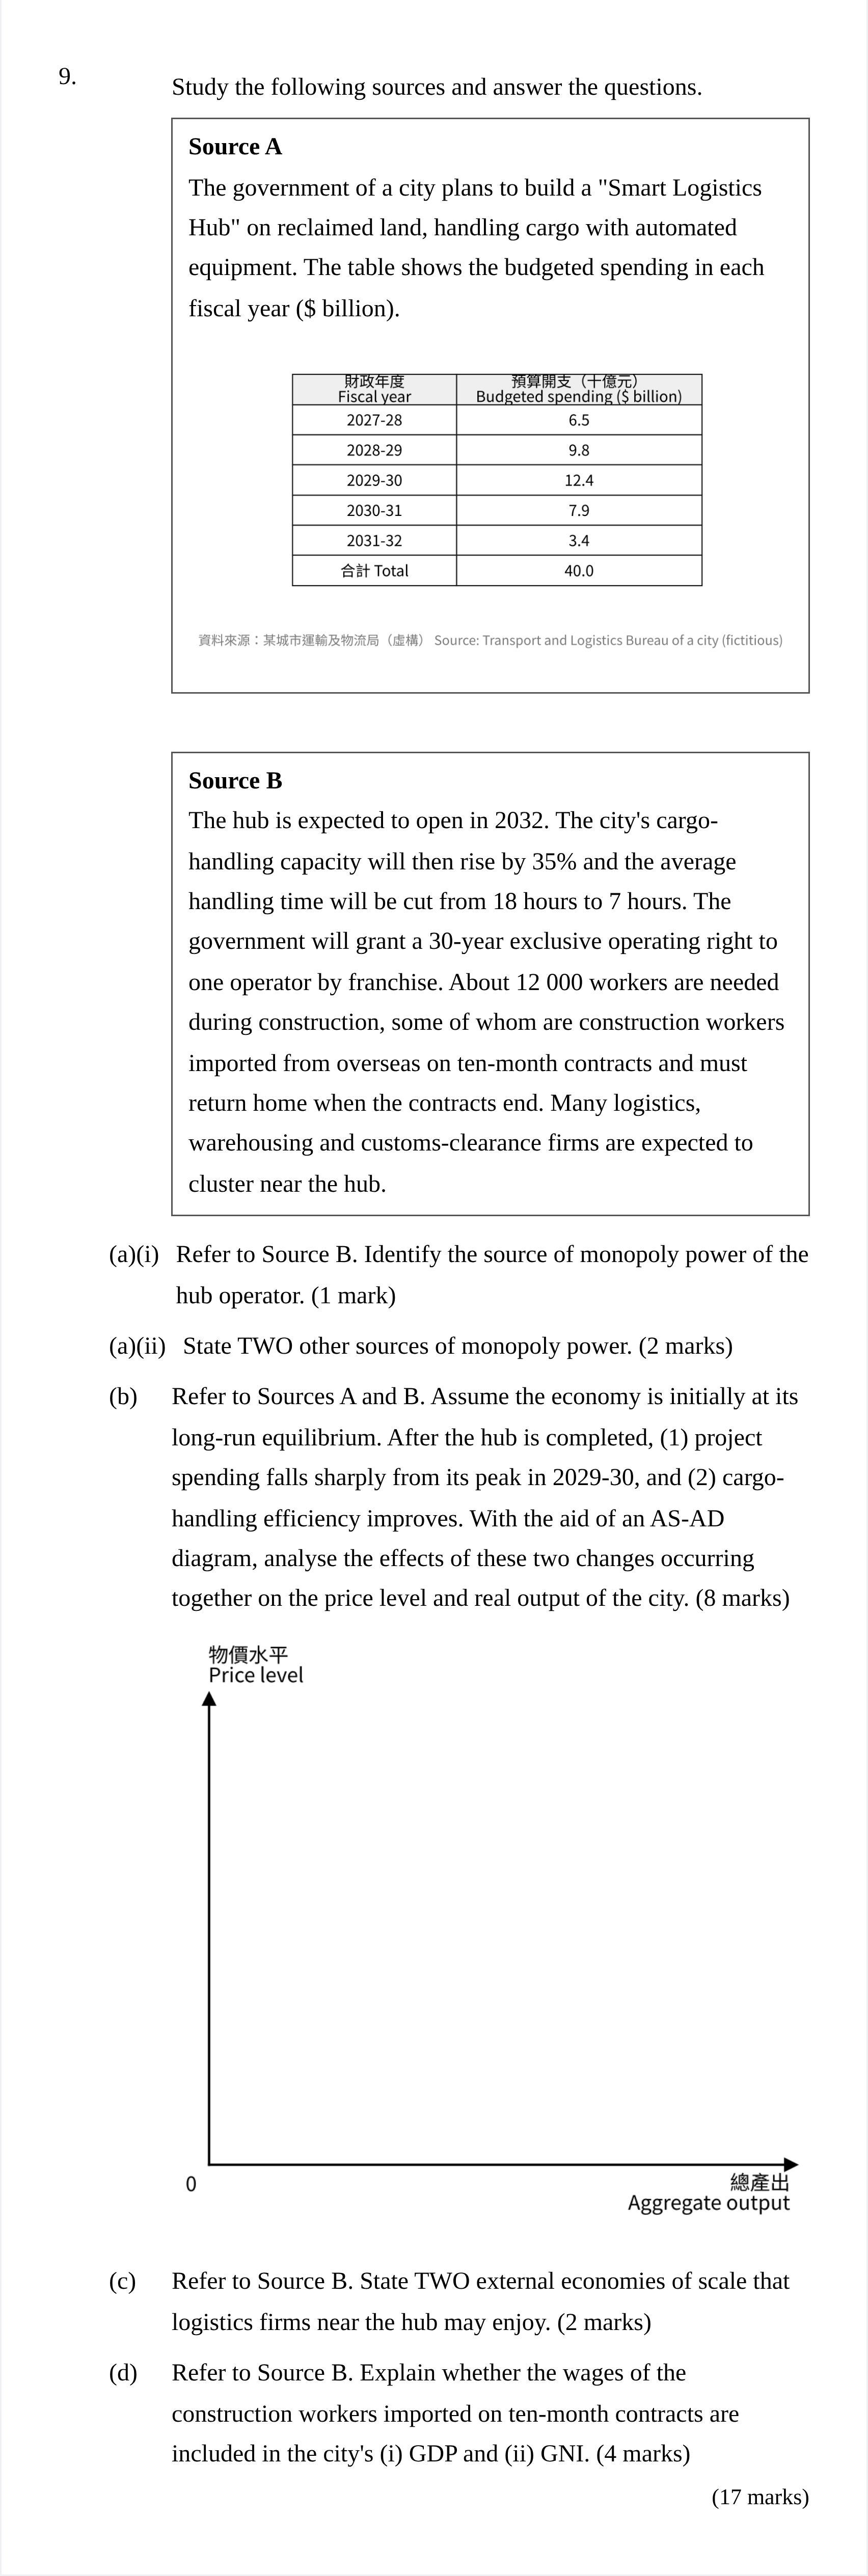 9.
Study the following sources and answer the questions.
Source A
The government of a city plans to build a "Smart Logistics
Hub" on reclaimed land, handling cargo with automated
equipment. The table shows the budgeted spending in each
fiscal year ($ billion).
財政年度 預算開支（十億元）
Fiscal year Budgeted spending ($ billion)
2027-28 6.5
2028-29 9.8
2029-30 12.4
2030-31 7.9
2031-32 3.4
合計 Total 40.0
資料來源：某城市運輸及物流局（虛構） Source: Transport and Logistics Bureau of a city (fictitious)
Source B
The hub is expected to open in 2032. The city's cargo-
handling capacity will then rise by 35% and the average
handling time will be cut from 18 hours to 7 hours. The
government will grant a 30-year exclusive operating right to
one operator by franchise. About 12 000 workers are needed
during construction, some of whom are construction workers
imported from overseas on ten-month contracts and must
return home when the contracts end. Many logistics,
warehousing and customs-clearance firms are expected to
cluster near the hub.
(a)(i) Refer to Source B. Identify the source of monopoly power of the
hub operator. (1 mark)
(a)(ii) State TWO other sources of monopoly power. (2 marks)
(b) Refer to Sources A and B. Assume the economy is initially at its
long-run equilibrium. After the hub is completed, (1) project
spending falls sharply from its peak in 2029-30, and (2) cargo-
handling efficiency improves. With the aid of an AS-AD
diagram, analyse the effects of these two changes occurring
together on the price level and real output of the city. (8 marks)
物價水平
Price level
0
總產出
Aggregate output
(c) Refer to Source B. State TWO external economies of scale that
logistics firms near the hub may enjoy. (2 marks)
(d) Refer to Source B. Explain whether the wages of the
construction workers imported on ten-month contracts are
included in the city's (i) GDP and (ii) GNI. (4 marks)
(17 marks)